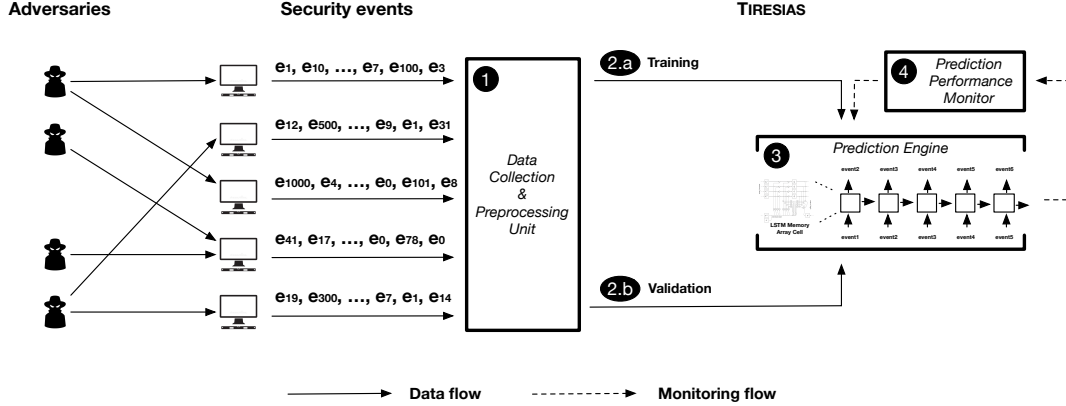 Adversaries
Security events
TIRESIAS
e1, e10, ..., e7, e100, e3
e12, e500, ..., e9, e1, e31
e1000, e4, ..., e0, e101, e8
e41, e17, ..., e0, e78, e0
e19, e300, ..., e7, e1, e14
1
Data
Collection
&
Preprocessing
Unit
2.a Training
2.b Validation
4
Prediction
Performance
Monitor
3
Prediction Engine
event2 event3 event4 event5 event6
LSTM Memory
Array Cell
event1 event2 event3 event4 event5
Data flow
Monitoring flow